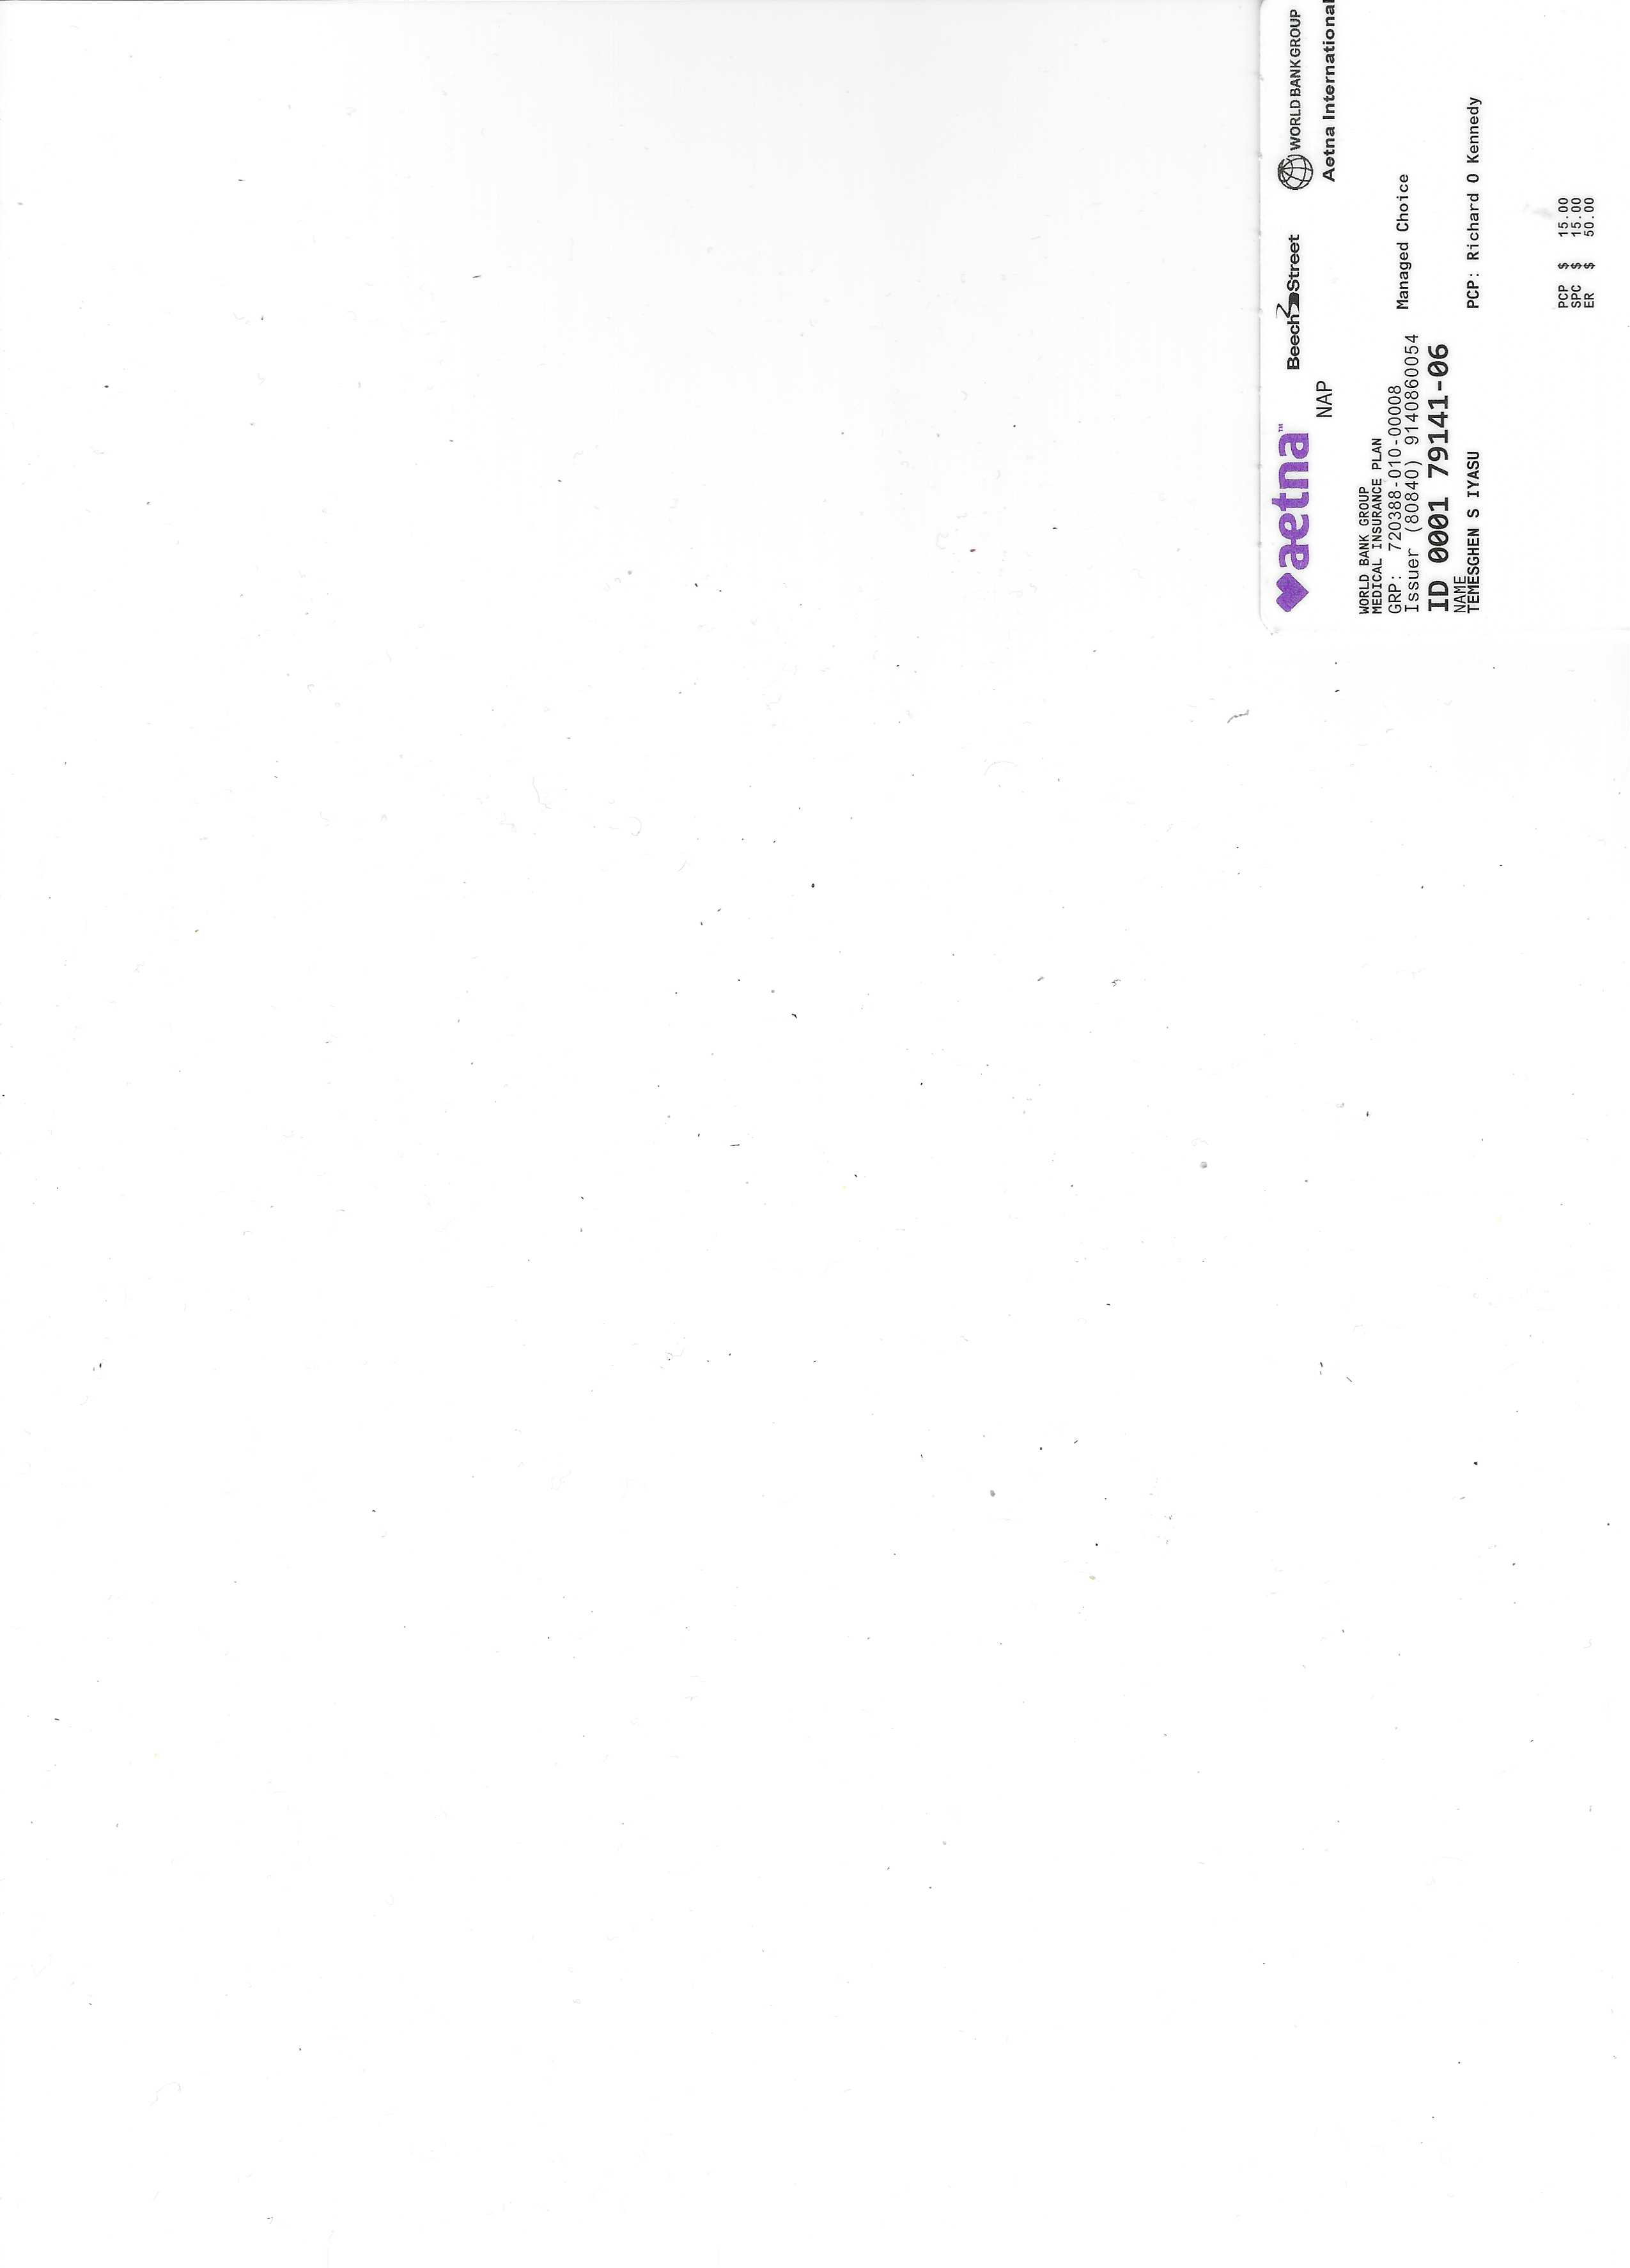 aetna™
NAP
Beech Street
WORLD BANK GROUP
Aetna International
WORLD BANK GROUP
MEDICAL INSURANCE PLAN
GRP: 720388-010-00008
Issuer (80840) 9140860054
Managed Choice
ID 0001 79141-06
NAME
TEMESGHEN S IYASU
PCP: Richard O Kennedy
PCP $ 15.00
SPC $ 15.00
ER $ 50.00